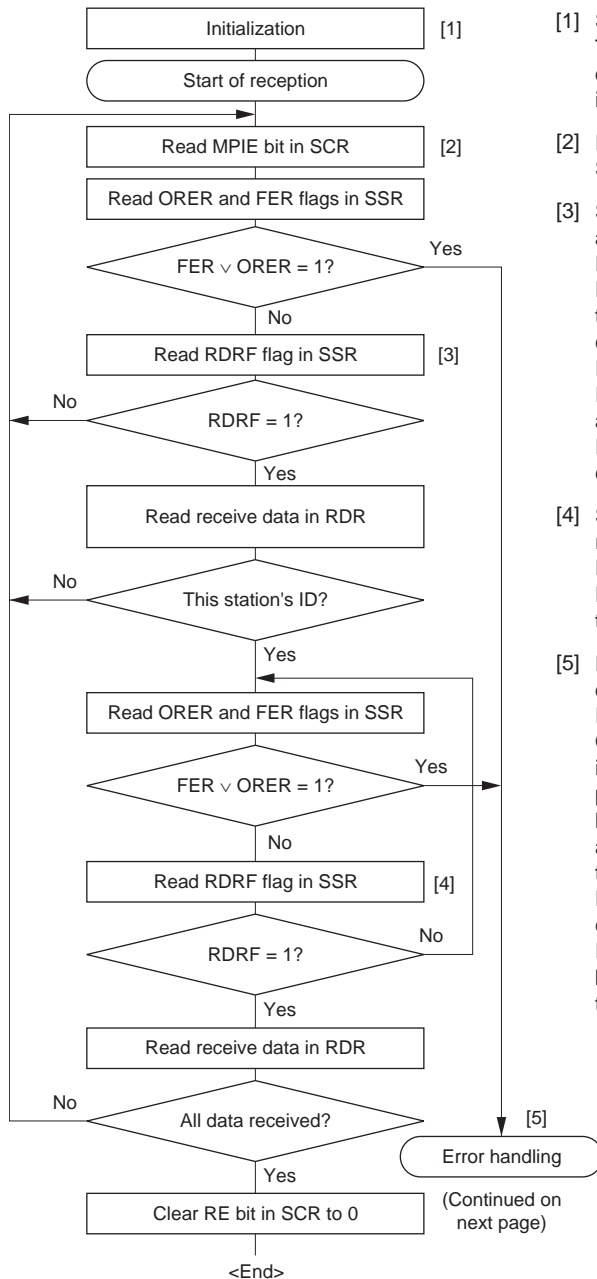 Initialization [1]
Start of reception
Read MPIE bit in SCR [2]
Read ORER and FER flags in SSR
FER ∨ ORER = 1?
Yes
No
Read RDRF flag in SSR [3]
RDRF = 1?
No
Yes
Read receive data in RDR
This station's ID?
No
Yes
Read ORER and FER flags in SSR
FER ∨ ORER = 1?
Yes
No
Read RDRF flag in SSR [4]
RDRF = 1?
No
Yes
Read receive data in RDR
All data received?
No
Yes
Clear RE bit in SCR to 0
<End>
[5]
Error handling
(Continued on
next page)
[1]
[2]
[3]
[4]
[5]